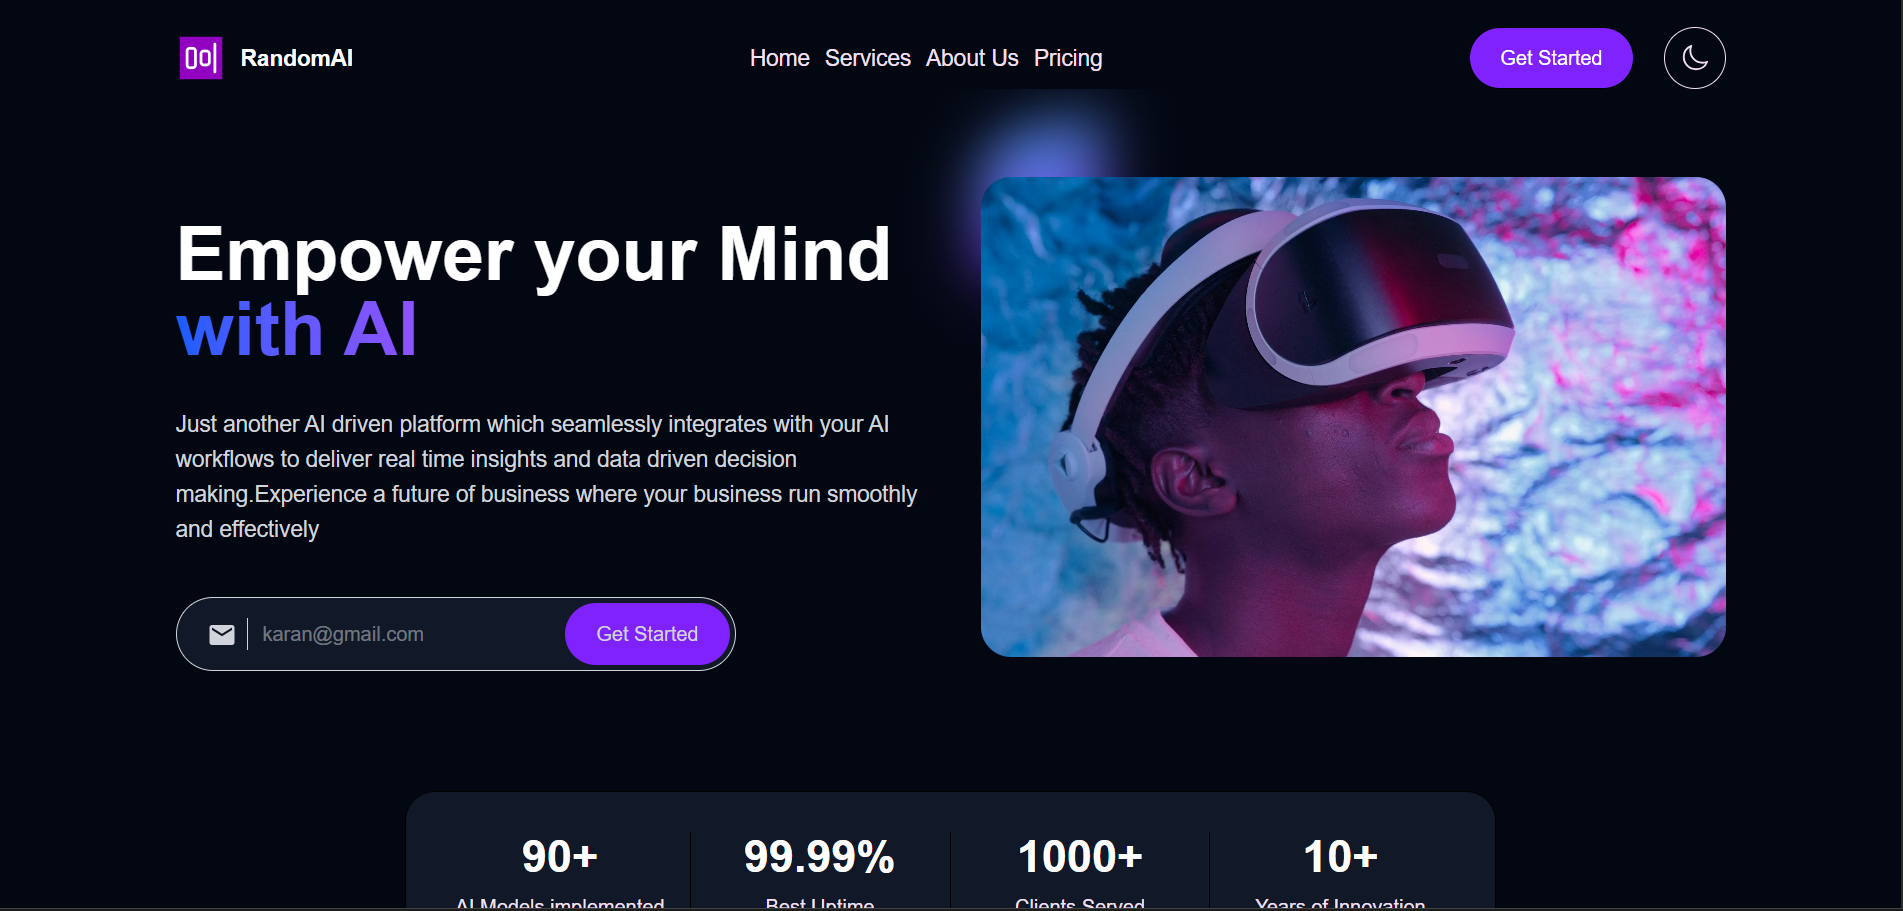 RandomAI
Home Services About Us Pricing
Get Started
Empower your Mind
with AI
Just another AI driven platform which seamlessly integrates with your AI
workflows to deliver real time insights and data driven decision
making.Experience a future of business where your business run smoothly
and effectively
karan@gmail.com
Get Started
90+ 99.99% 1000+ 10+
AI Models implemented Best Uptime Clients Served Years of Innovation